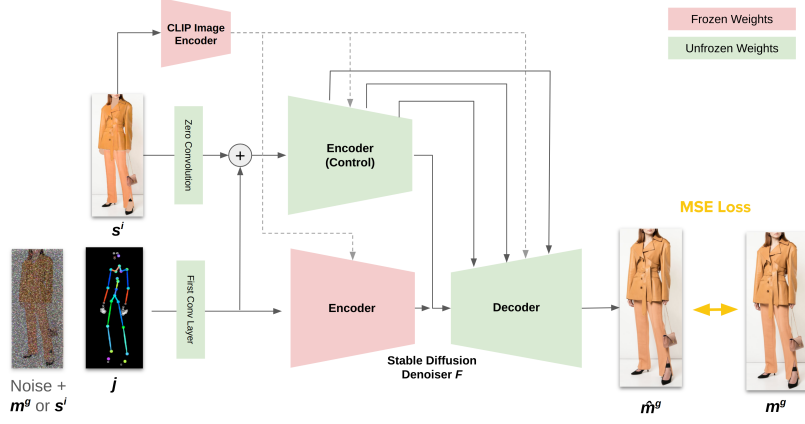 CLIP Image
Encoder
Frozen Weights
Unfrozen Weights
Zero Convolution
+
Encoder
(Control)
sⁱ
MSE Loss
First Conv Layer
Encoder
Decoder
Stable Diffusion
Denoiser F
Noise +
mᵍ or sⁱ
j
m̂ᵍ
mᵍ